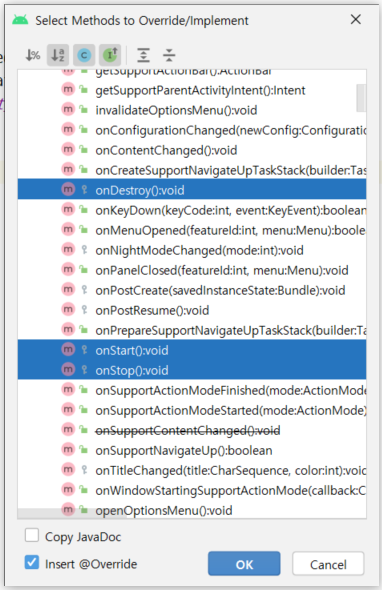 Select Methods to Override/Implement
getSupportActionBar():ActionBar
getSupportParentActivityIntent():Intent
invalidateOptionsMenu():void
onConfigurationChanged(newConfig:Configuratio
onContentChanged():void
onCreateSupportNavigateUpTaskStack(builder:Tas
onDestroy():void
onKeyDown(keyCode:int, event:KeyEvent):boolean
onMenuOpened(featureId:int, menu:Menu):boole
onNightModeChanged(mode:int):void
onPanelClosed(featureId:int, menu:Menu):void
onPostCreate(savedInstanceState:Bundle):void
onPostResume():void
onPrepareSupportNavigateUpTaskStack(builder:Ta
onStart():void
onStop():void
onSupportActionModeFinished(mode:ActionMode
onSupportActionModeStarted(mode:ActionMode)
onSupportContentChanged():void
onSupportNavigateUp():boolean
onTitleChanged(title:CharSequence, color:int):void
onWindowStartingSupportActionMode(callback:C
openOptionsMenu():void
Copy JavaDoc
Insert @Override
OK
Cancel